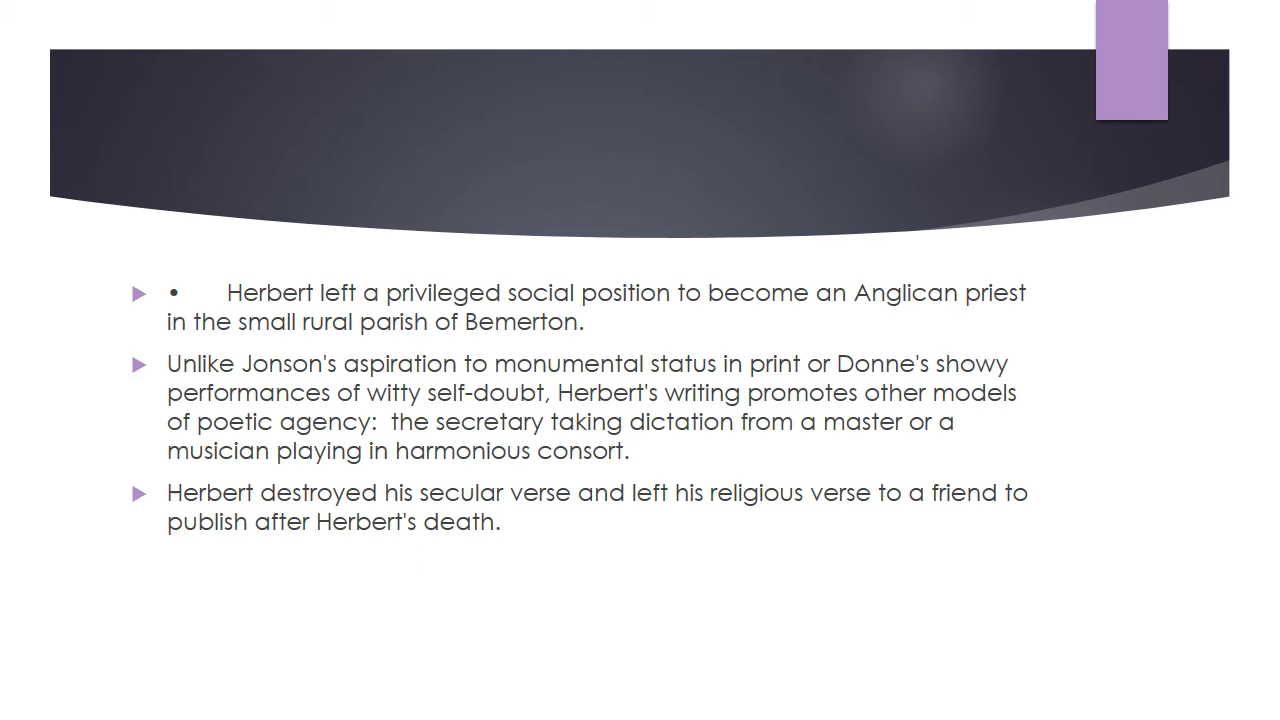 • Herbert left a privileged social position to become an Anglican priest
in the small rural parish of Bemerton.
Unlike Jonson's aspiration to monumental status in print or Donne's showy
performances of witty self-doubt, Herbert's writing promotes other models
of poetic agency:  the secretary taking dictation from a master or a
musician playing in harmonious consort.
Herbert destroyed his secular verse and left his religious verse to a friend to
publish after Herbert's death.